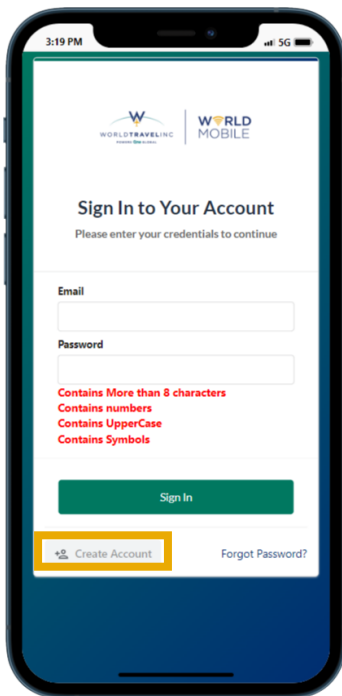 3:19 PM
5G
WORLDTRAVELINC
WORLD
MOBILE
Sign In to Your Account
Please enter your credentials to continue
Email
Password
Contains More than 8 characters
Contains numbers
Contains UpperCase
Contains Symbols
Sign In
Create Account
Forgot Password?